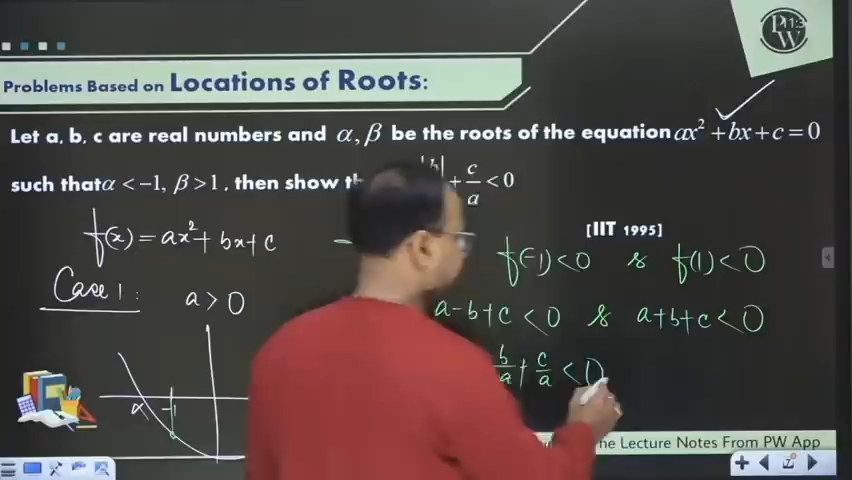 PW
Problems Based on Locations of Roots:
Let a, b, c are real numbers and α, β be the roots of the equation ax² + bx + c = 0
such that α < −1, β > 1, then show + c/a < 0
[IIT 1995]
f(x) = ax² + bx + c
f(-1) < 0 & f(1) < 0
Case 1: a > 0
a - b + c < 0 & a + b + c < 0
b/a + c/a < 0
α -1
The Lecture Notes From PW App